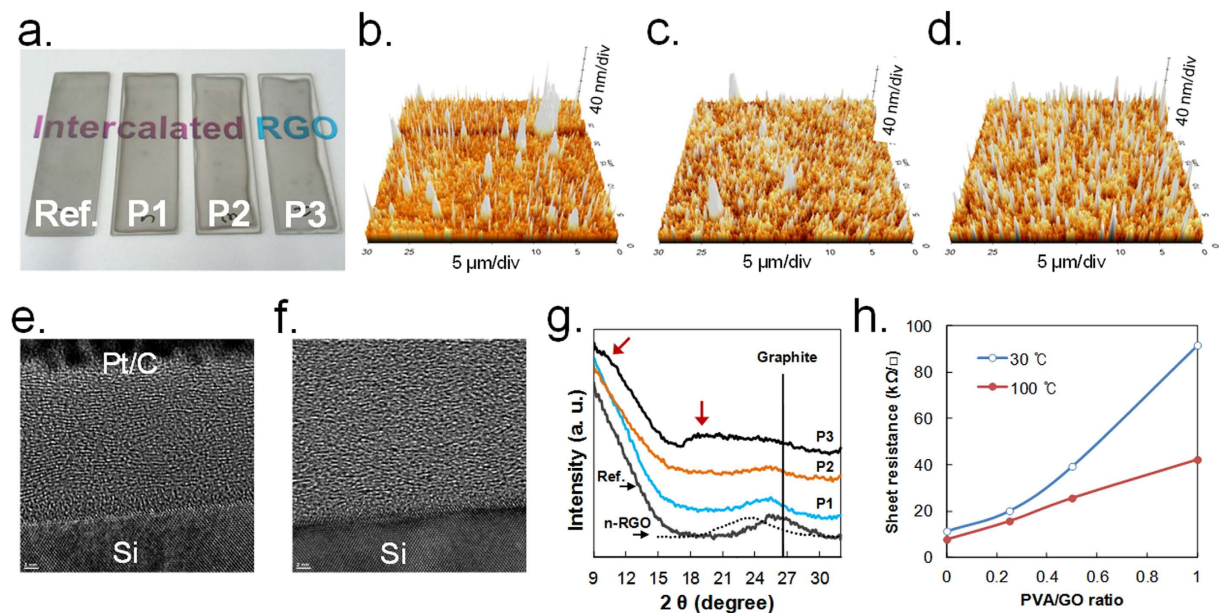 a.
Intercalated RGO
Ref. P1 P2 P3
b.
40 nm/div
30 20 10 0
5
5 µm/div
c.
40 nm/div
30 20 10 0
5
5 µm/div
d.
40 nm/div
30 20 10 0
5
5 µm/div
e.
Pt/C
Si
f.
Si
g.
Graphite
P3
P2
Ref.
P1
n-RGO
Intensity (a. u.)
9 12 15 18 21 24 27 30
2 θ (degree)
h.
100
80
60
40
20
0
30 ℃
100 ℃
Sheet resistance (kΩ/□)
0 0.2 0.4 0.6 0.8 1
PVA/GO ratio